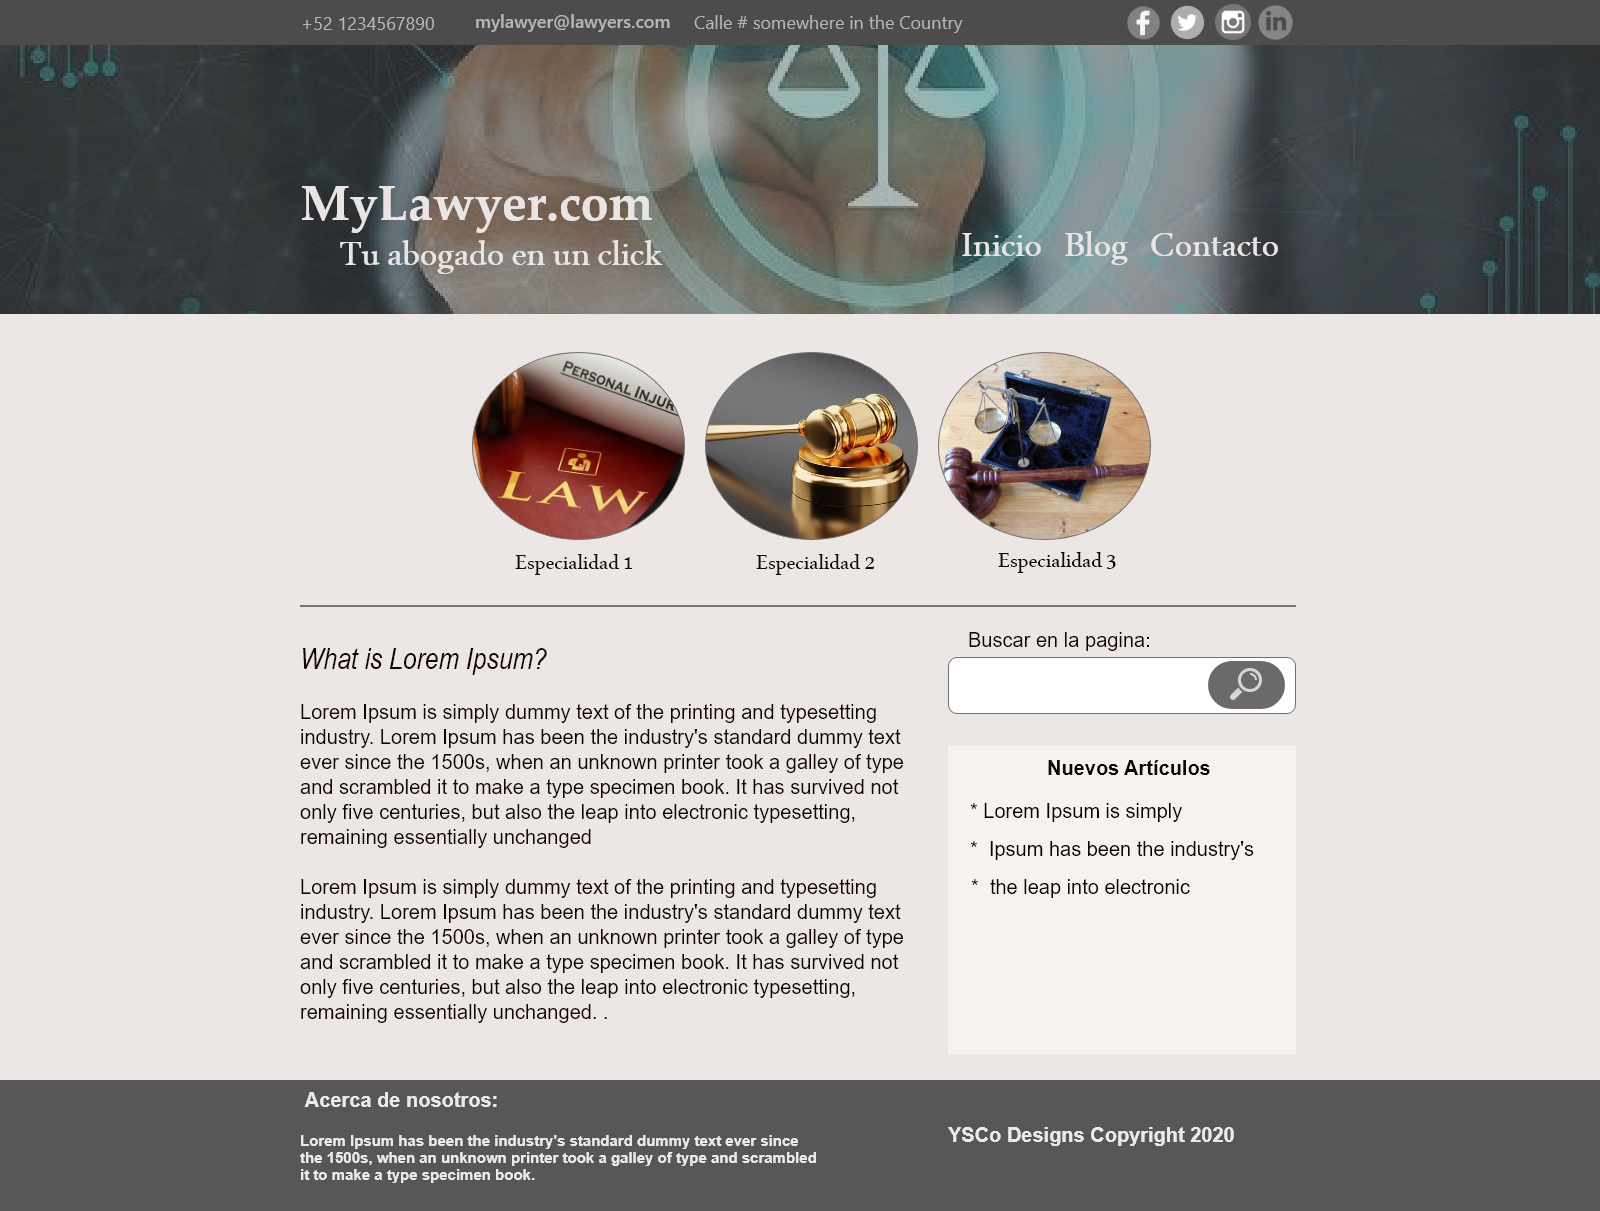 +52 1234567890 mylawyer@lawyers.com Calle # somewhere in the Country
MyLawyer.com
Tu abogado en un click
Inicio Blog Contacto
PERSONAL INJUR
LAW
Especialidad 1
Especialidad 2
Especialidad 3
What is Lorem Ipsum?
Lorem Ipsum is simply dummy text of the printing and typesetting
industry. Lorem Ipsum has been the industry's standard dummy text
ever since the 1500s, when an unknown printer took a galley of type
and scrambled it to make a type specimen book. It has survived not
only five centuries, but also the leap into electronic typesetting,
remaining essentially unchanged
Lorem Ipsum is simply dummy text of the printing and typesetting
industry. Lorem Ipsum has been the industry's standard dummy text
ever since the 1500s, when an unknown printer took a galley of type
and scrambled it to make a type specimen book. It has survived not
only five centuries, but also the leap into electronic typesetting,
remaining essentially unchanged. .
Buscar en la pagina:
Nuevos Artículos
* Lorem Ipsum is simply
* Ipsum has been the industry's
* the leap into electronic
Acerca de nosotros:
Lorem Ipsum has been the industry's standard dummy text ever since
the 1500s, when an unknown printer took a galley of type and scrambled
it to make a type specimen book.
YSCo Designs Copyright 2020